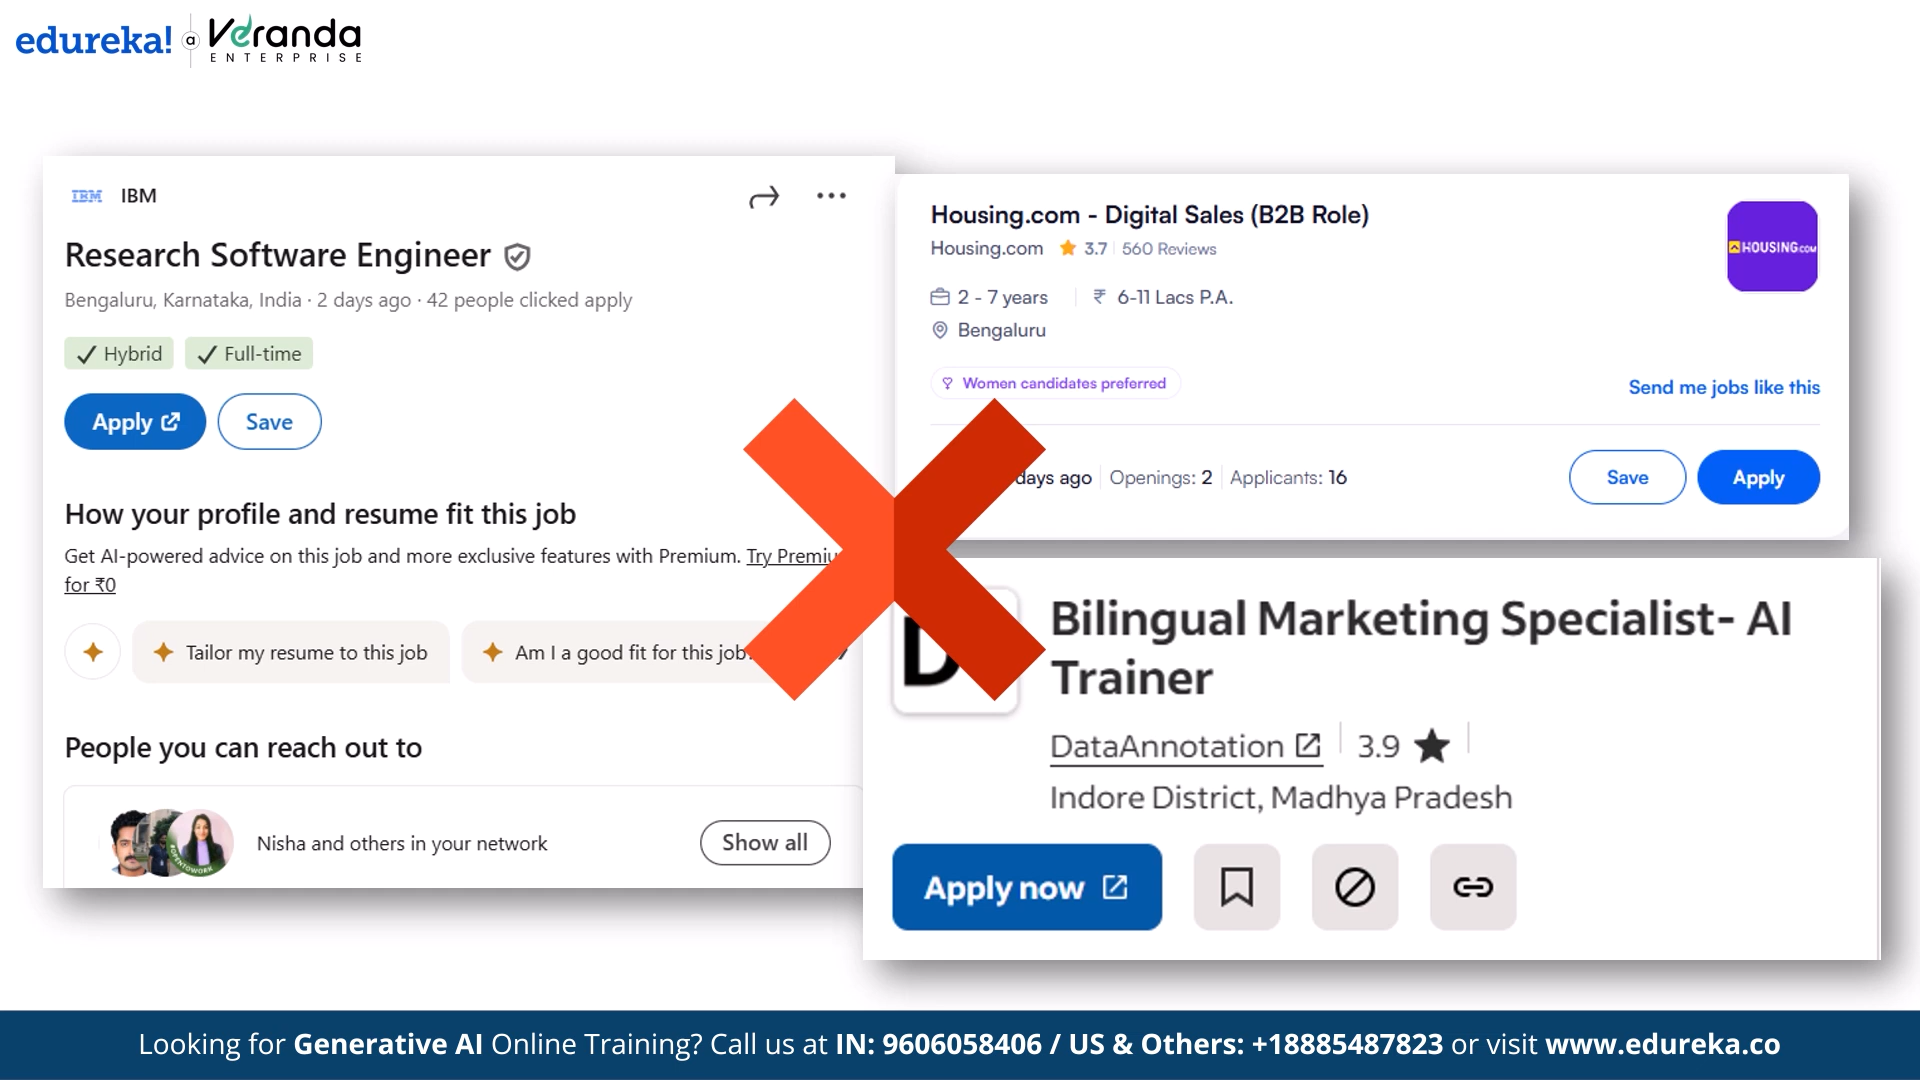 edureka! a Veranda
ENTERPRISE
IBM IBM
Research Software Engineer
Bengaluru, Karnataka, India · 2 days ago · 42 people clicked apply
Hybrid Full-time
Apply Save
How your profile and resume fit this job
Get AI-powered advice on this job and more exclusive features with Premium. Try
for ₹0
Tailor my resume to this job Am I a good fit for this job
People you can reach out to
#OPENTOWORK
Nisha and others in your network Show all
Housing.com - Digital Sales (B2B Role)
Housing.com 3.7 560 Reviews
HOUSING.COM
2 - 7 years ₹ 6-11 Lacs P.A.
Bengaluru
Women candidates preferred
Send me jobs like this
days ago Openings: 2 Applicants: 16
Save Apply
D
Bilingual Marketing Specialist- AI
Trainer
DataAnnotation 3.9
Indore District, Madhya Pradesh
Apply now
Looking for Generative AI Online Training? Call us at IN: 9606058406 / US & Others: +18885487823 or visit www.edureka.co